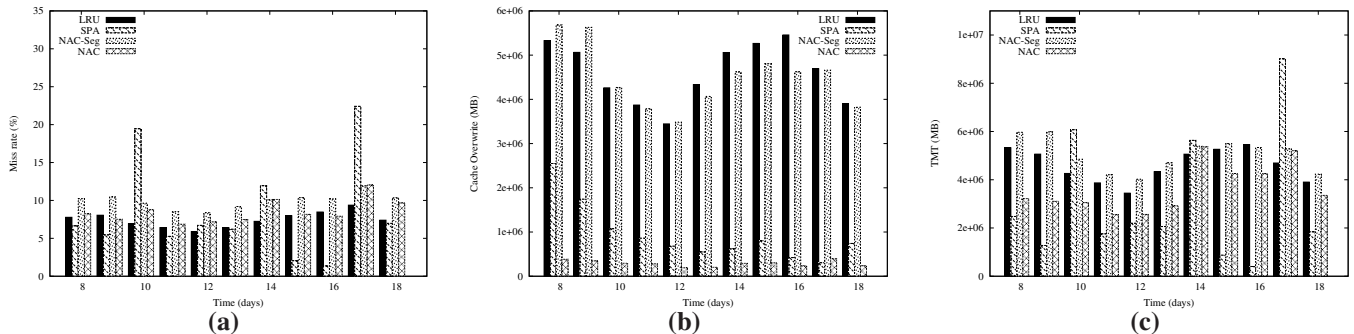 35
30
25
20
15
10
5
0
8 10 12 14 16 18
Miss rate (%)
Time (days)
LRU
SPA
NAC-Seg
NAC
(a)
6e+06
5e+06
4e+06
3e+06
2e+06
1e+06
0
8 10 12 14 16 18
Cache Overwrite (MB)
Time (days)
LRU
SPA
NAC-Seg
NAC
(b)
1e+07
8e+06
6e+06
4e+06
2e+06
0
8 10 12 14 16 18
TMT (MB)
Time (days)
LRU
SPA
NAC-Seg
NAC
(c)